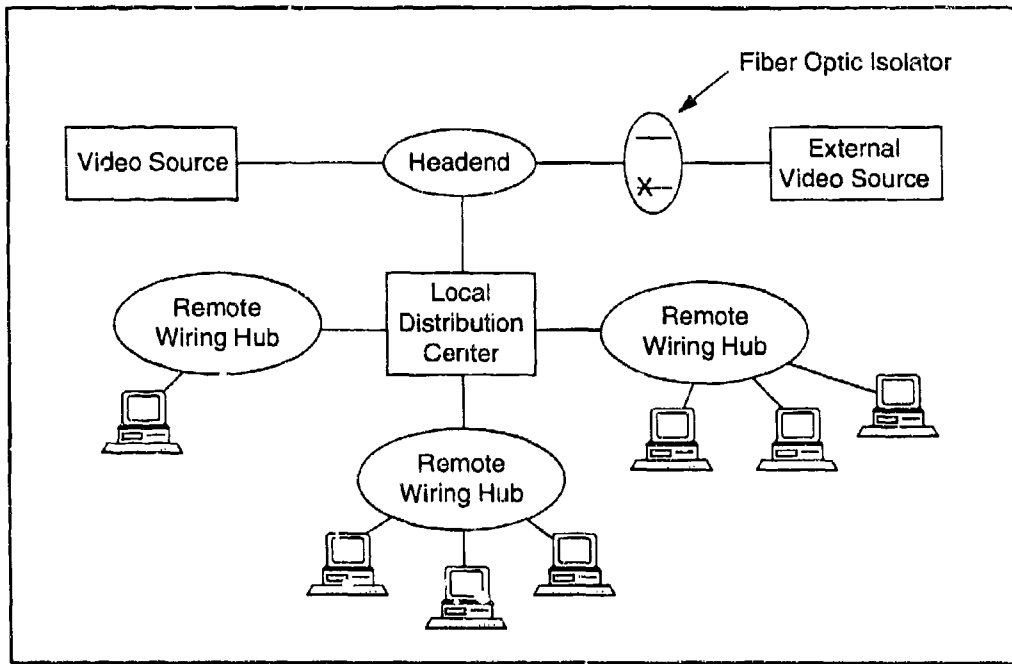 Fiber Optic Isolator
Video Source
Headend
X
External
Video Source
Remote
Wiring Hub
Local
Distribution
Center
Remote
Wiring Hub
Remote
Wiring Hub